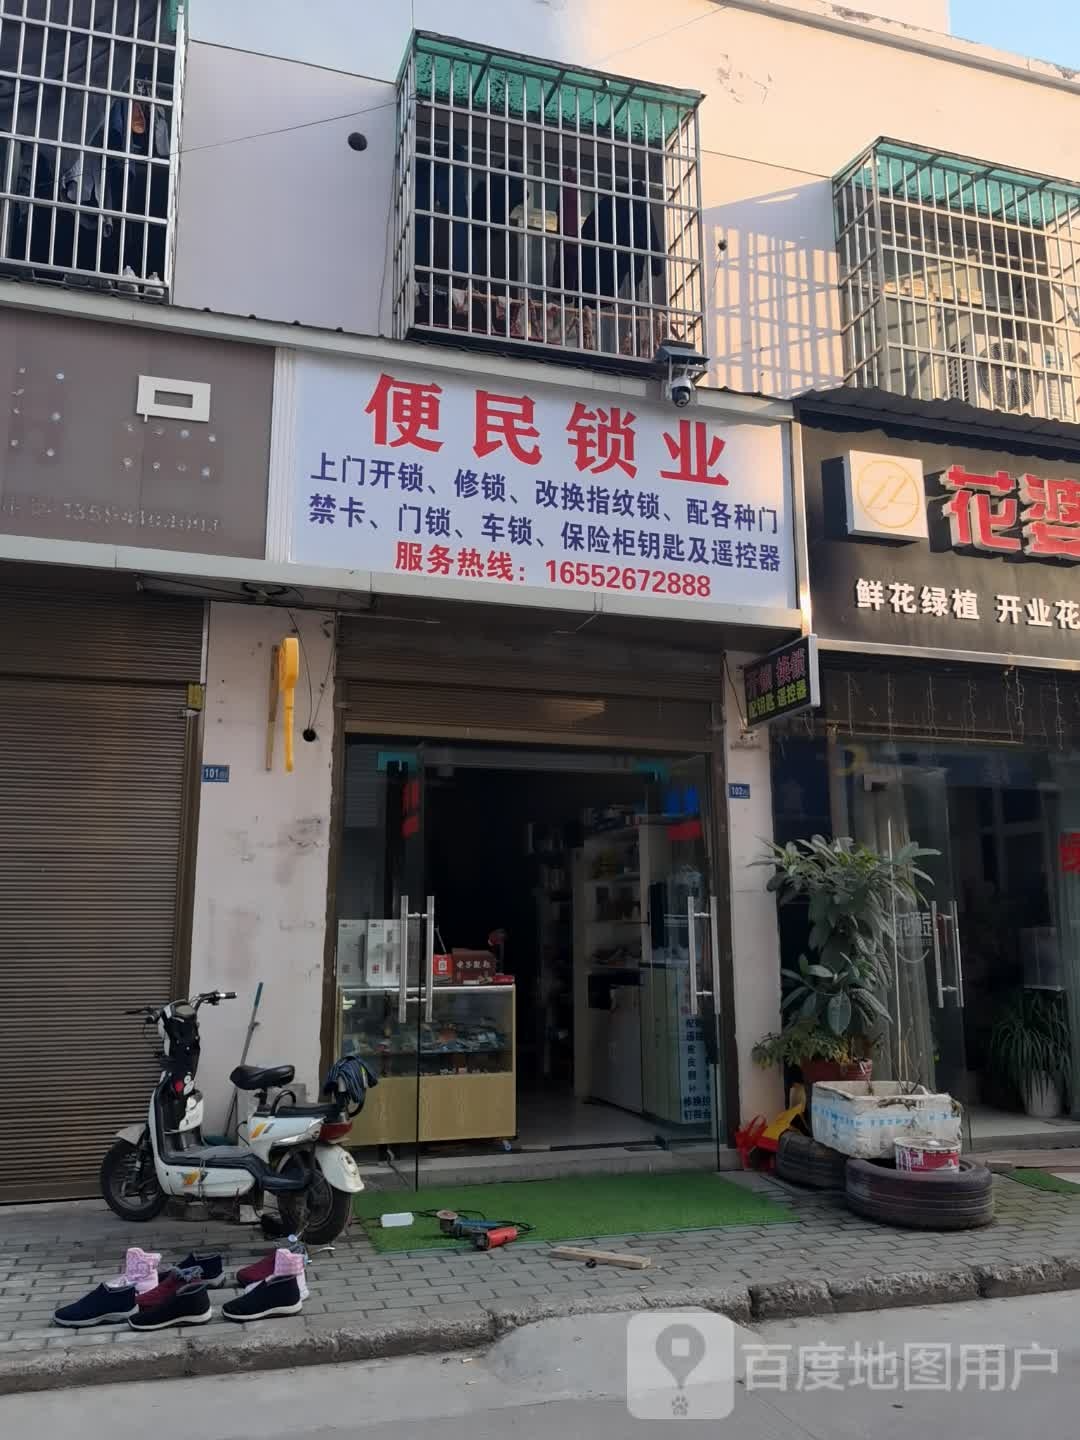 便民锁业
上门开锁、修锁、改换指纹锁、配各种门
禁卡、门锁、车锁、保险柜钥匙及遥控器
服务热线：16552672888
花婆
鲜花绿植 开业花
开锁 换锁
配钥匙 遥控器
101
102
百度地图用户